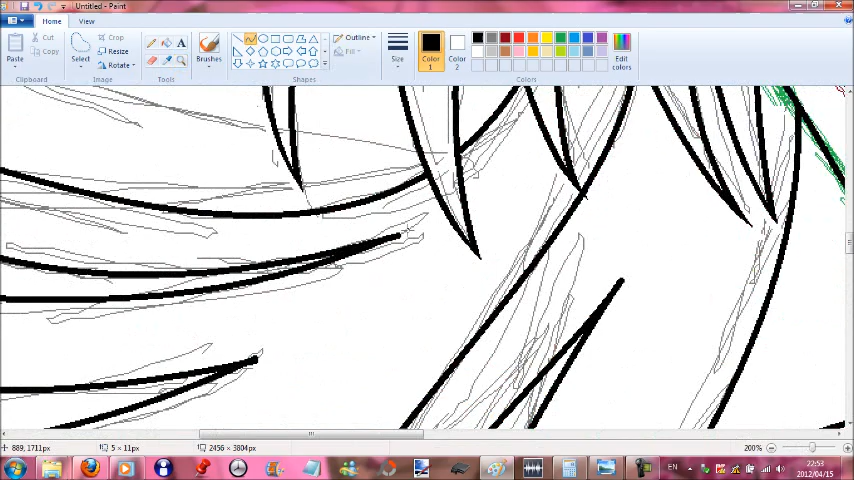 Untitled - Paint
Home View
Paste
Cut
Copy
Clipboard
Select
Crop
Resize
Rotate
Image
A
Tools
Brushes
Outline
Fill
Shapes
Size
Color 1
Color 2
Colors
Edit colors
889, 1711px
5 × 11px
2456 × 3804px
200%
EN
22:53
2012/04/15